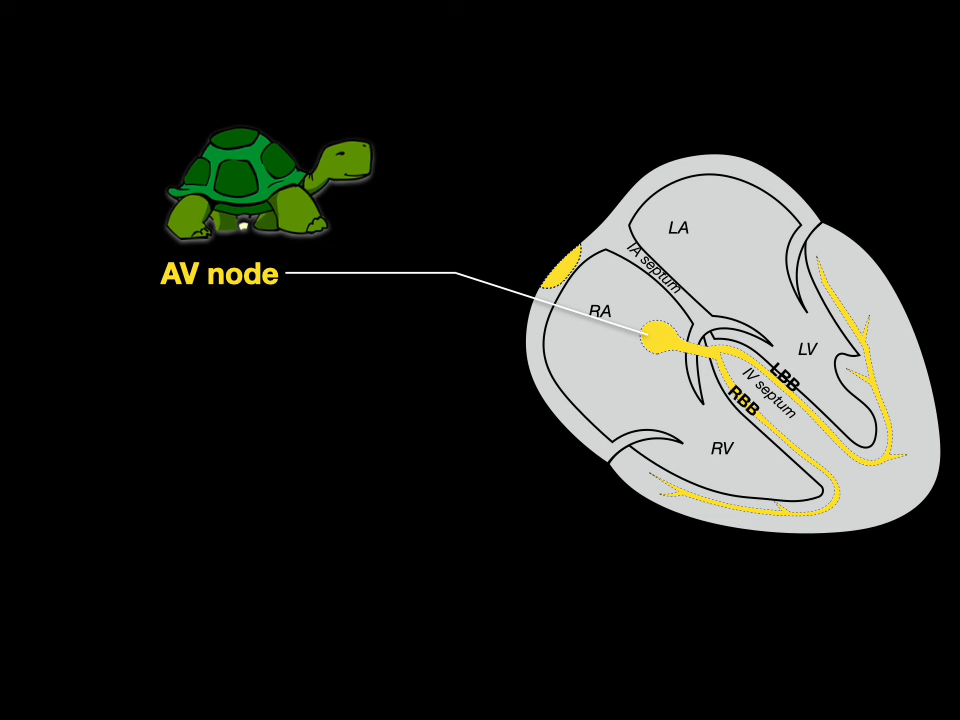 LA
IA septum
AV node
RA
LV
LBB
IV septum
RBB
RV